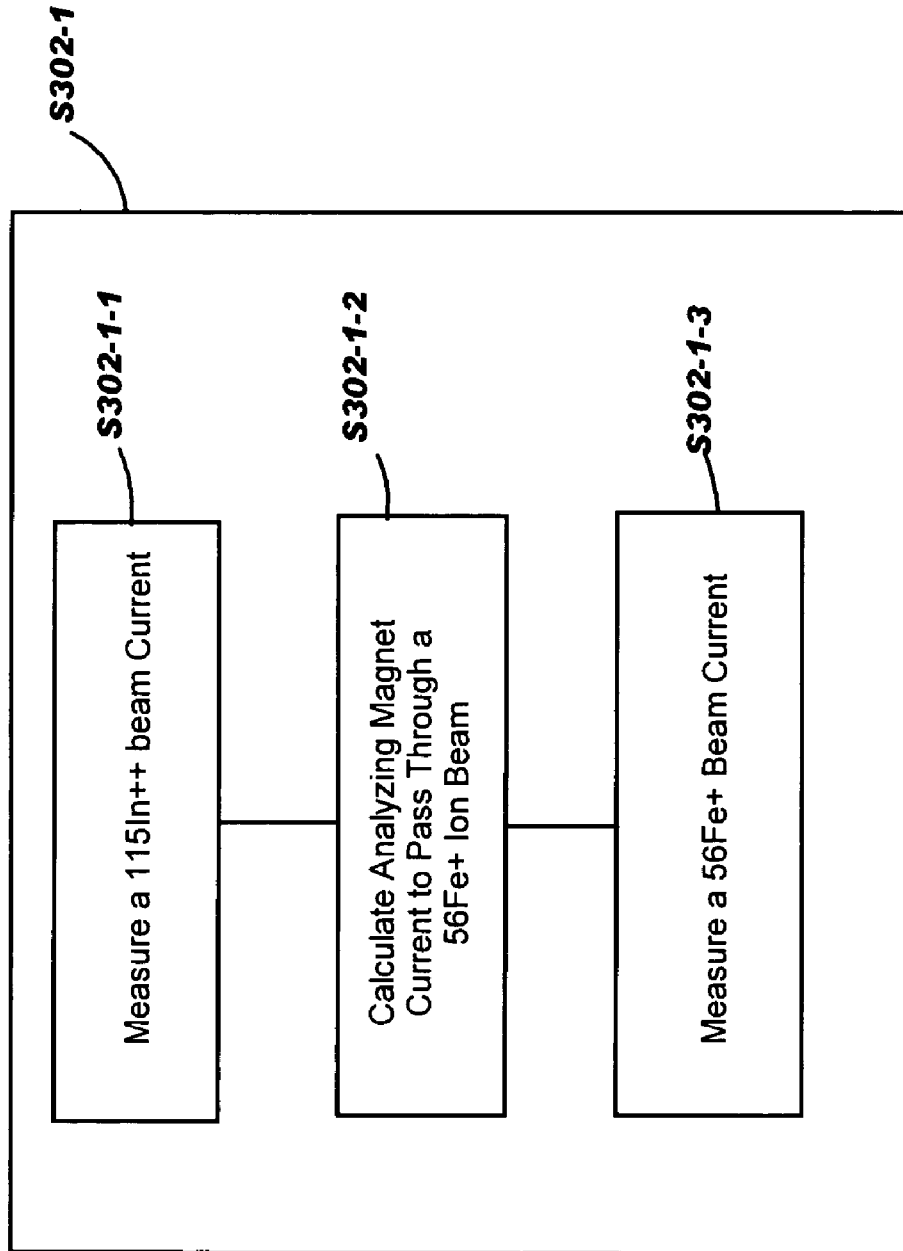 S302-1
S302-1-1
Measure a 115In++ beam Current
S302-1-2
Calculate Analyzing Magnet
Current to Pass Through a
56Fe+ Ion Beam
S302-1-3
Measure a 56Fe+ Beam Current